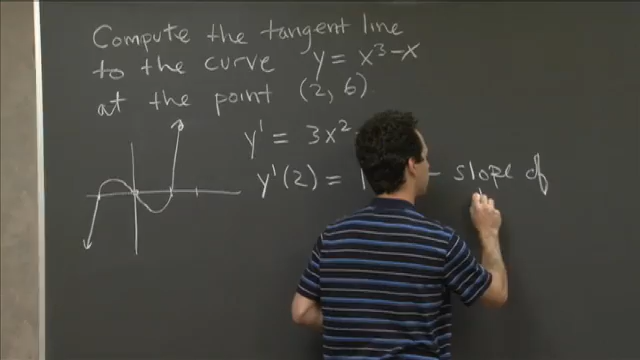 Compute the tangent line
to the curve y = x³-x
at the point (2, 6).
y' = 3x²
y'(2) = 1 – slope of